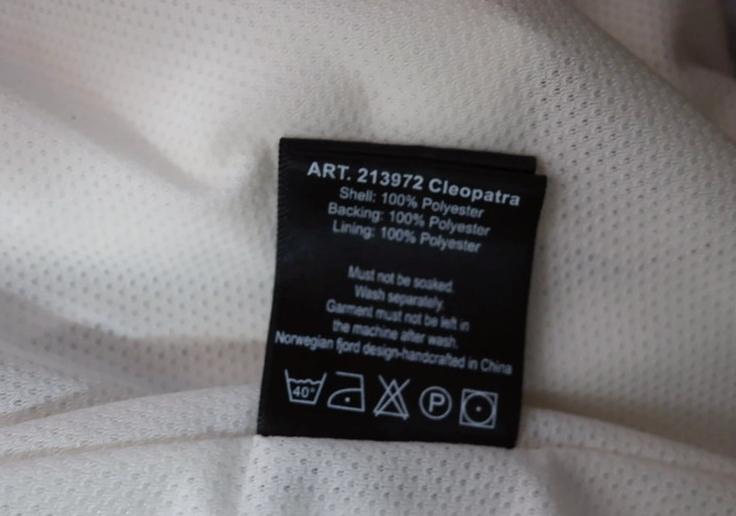 ART. 213972 Cleopatra
Shell: 100% Polyester
Backing: 100% Polyester
Lining: 100% Polyester
Must not be soaked.
Wash separately.
Garment must not be left in
the machine after wash.
Norwegian fjord design-handcrafted in China
40° P